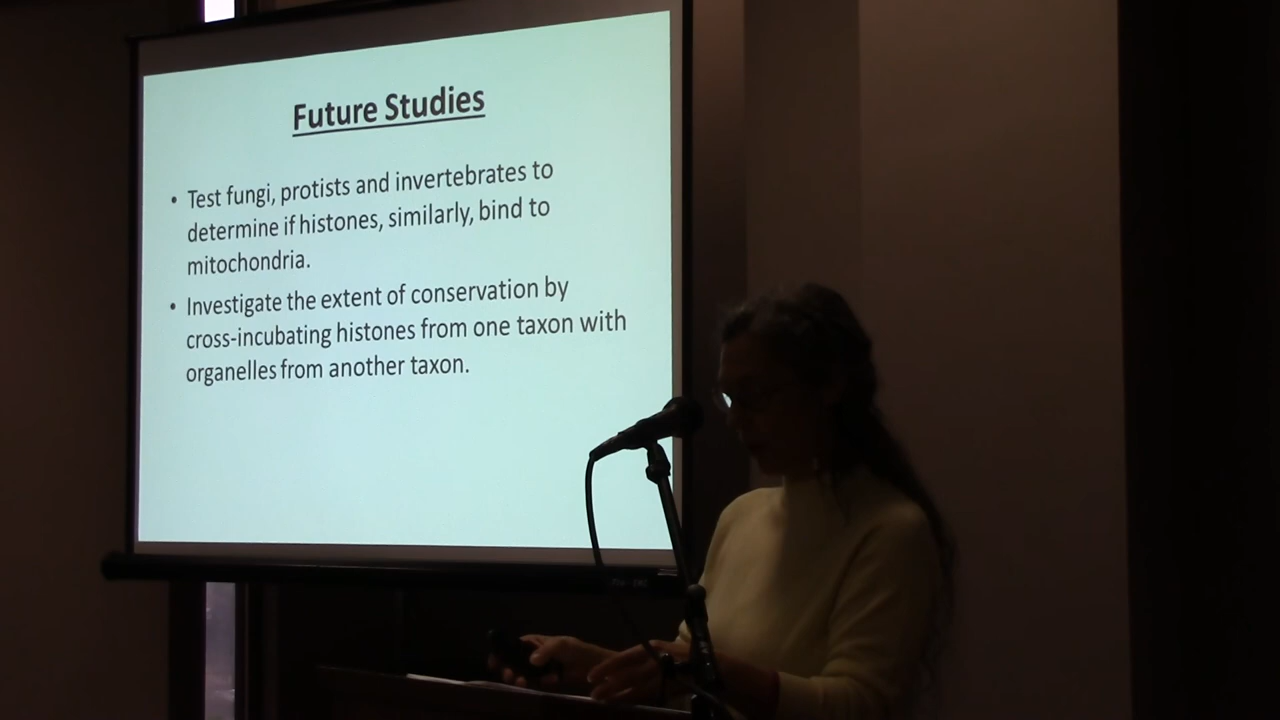 Future Studies
• Test fungi, protists and invertebrates to
determine if histones, similarly, bind to
mitochondria.
• Investigate the extent of conservation by
cross-incubating histones from one taxon with
organelles from another taxon.